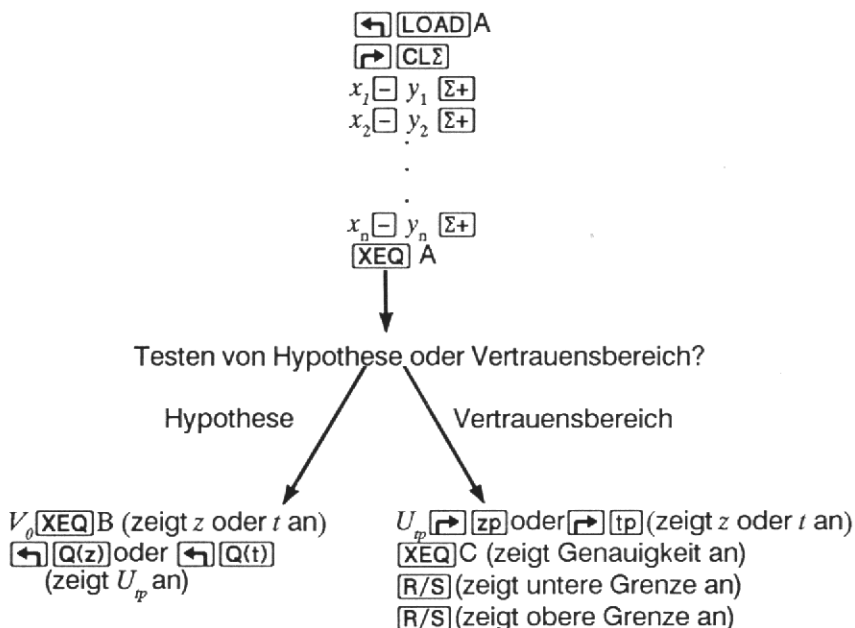 ↰ LOAD A
↱ CLΣ
x₁ − y₁ Σ+
x₂ − y₂ Σ+
.
.
.
xₙ − yₙ Σ+
XEQ A
Testen von Hypothese oder Vertrauensbereich?
Hypothese Vertrauensbereich
V₀ XEQ B (zeigt z oder t an)
↰ Q(z) oder ↰ Q(t)
(zeigt Uₜₚ an)
Uₜₚ ↱ zp oder ↱ tp (zeigt z oder t an)
XEQ C (zeigt Genauigkeit an)
R/S (zeigt untere Grenze an)
R/S (zeigt obere Grenze an)